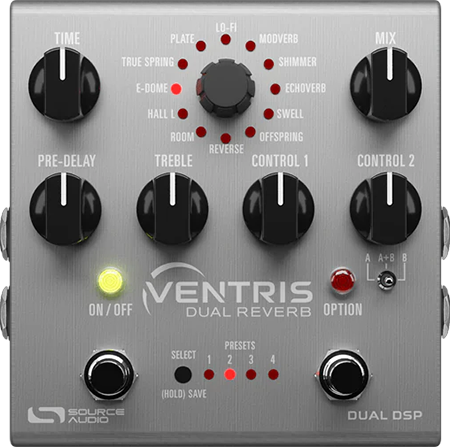 LO-FI
PLATE MODVERB
TIME MIX
TRUE SPRING SHIMMER
E-DOME ECHOVERB
HALL L SWELL
ROOM OFFSPRING
REVERSE
PRE-DELAY TREBLE CONTROL 1 CONTROL 2
A A+B B
VENTRIS
DUAL REVERB
ON / OFF OPTION
PRESETS
SELECT 1 2 3 4
(HOLD) SAVE
SOURCE
AUDIO
DUAL DSP